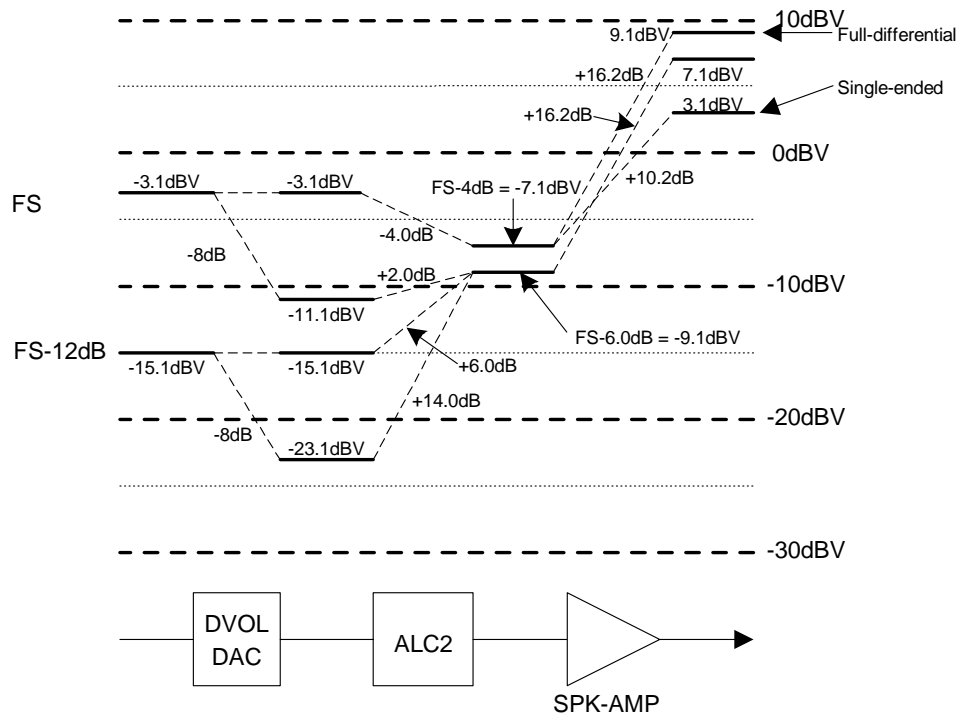 10dBV
9.1dBV
Full-differential
+16.2dB
7.1dBV
Single-ended
3.1dBV
+16.2dB
0dBV
-3.1dBV
-3.1dBV
FS-4dB = -7.1dBV
+10.2dB
FS
-4.0dB
-8dB
+2.0dB
-10dBV
-11.1dBV
FS-6.0dB = -9.1dBV
FS-12dB
-15.1dBV
-15.1dBV
+6.0dB
+14.0dB
-20dBV
-8dB
-23.1dBV
-30dBV
DVOL
DAC
ALC2
SPK-AMP